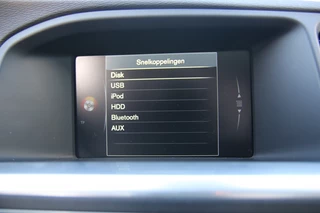 Snelkoppelingen
Disk
USB
iPod
HDD
Bluetooth
AUX